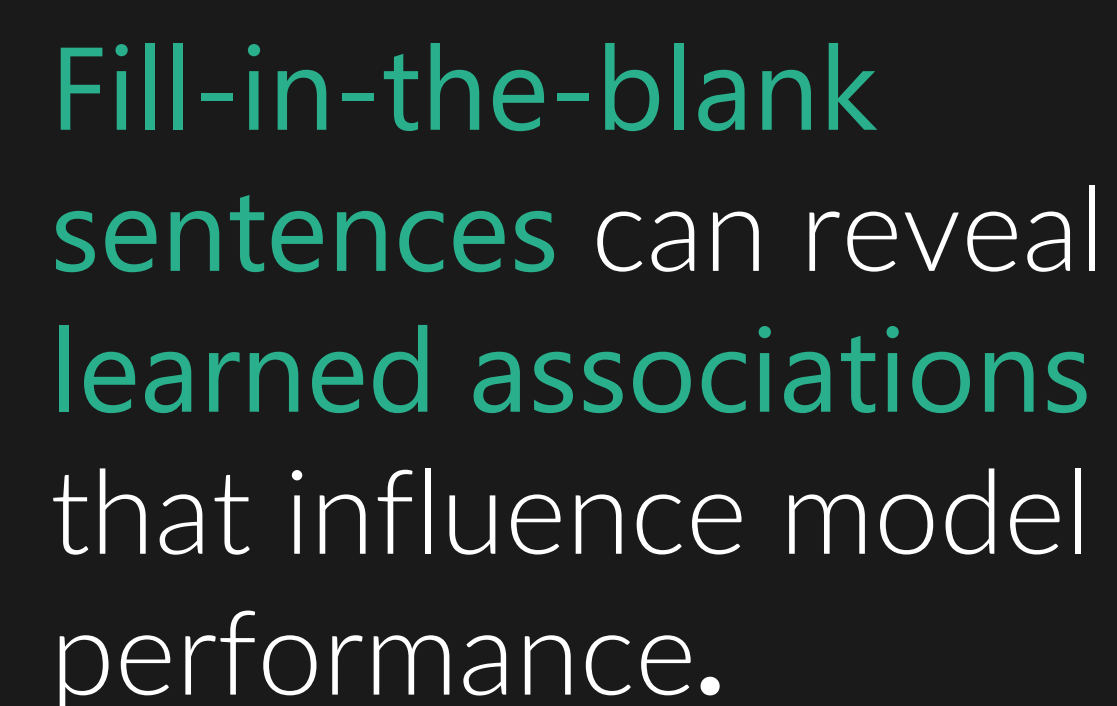 Fill-in-the-blank
sentences can reveal
learned associations
that influence model
performance.